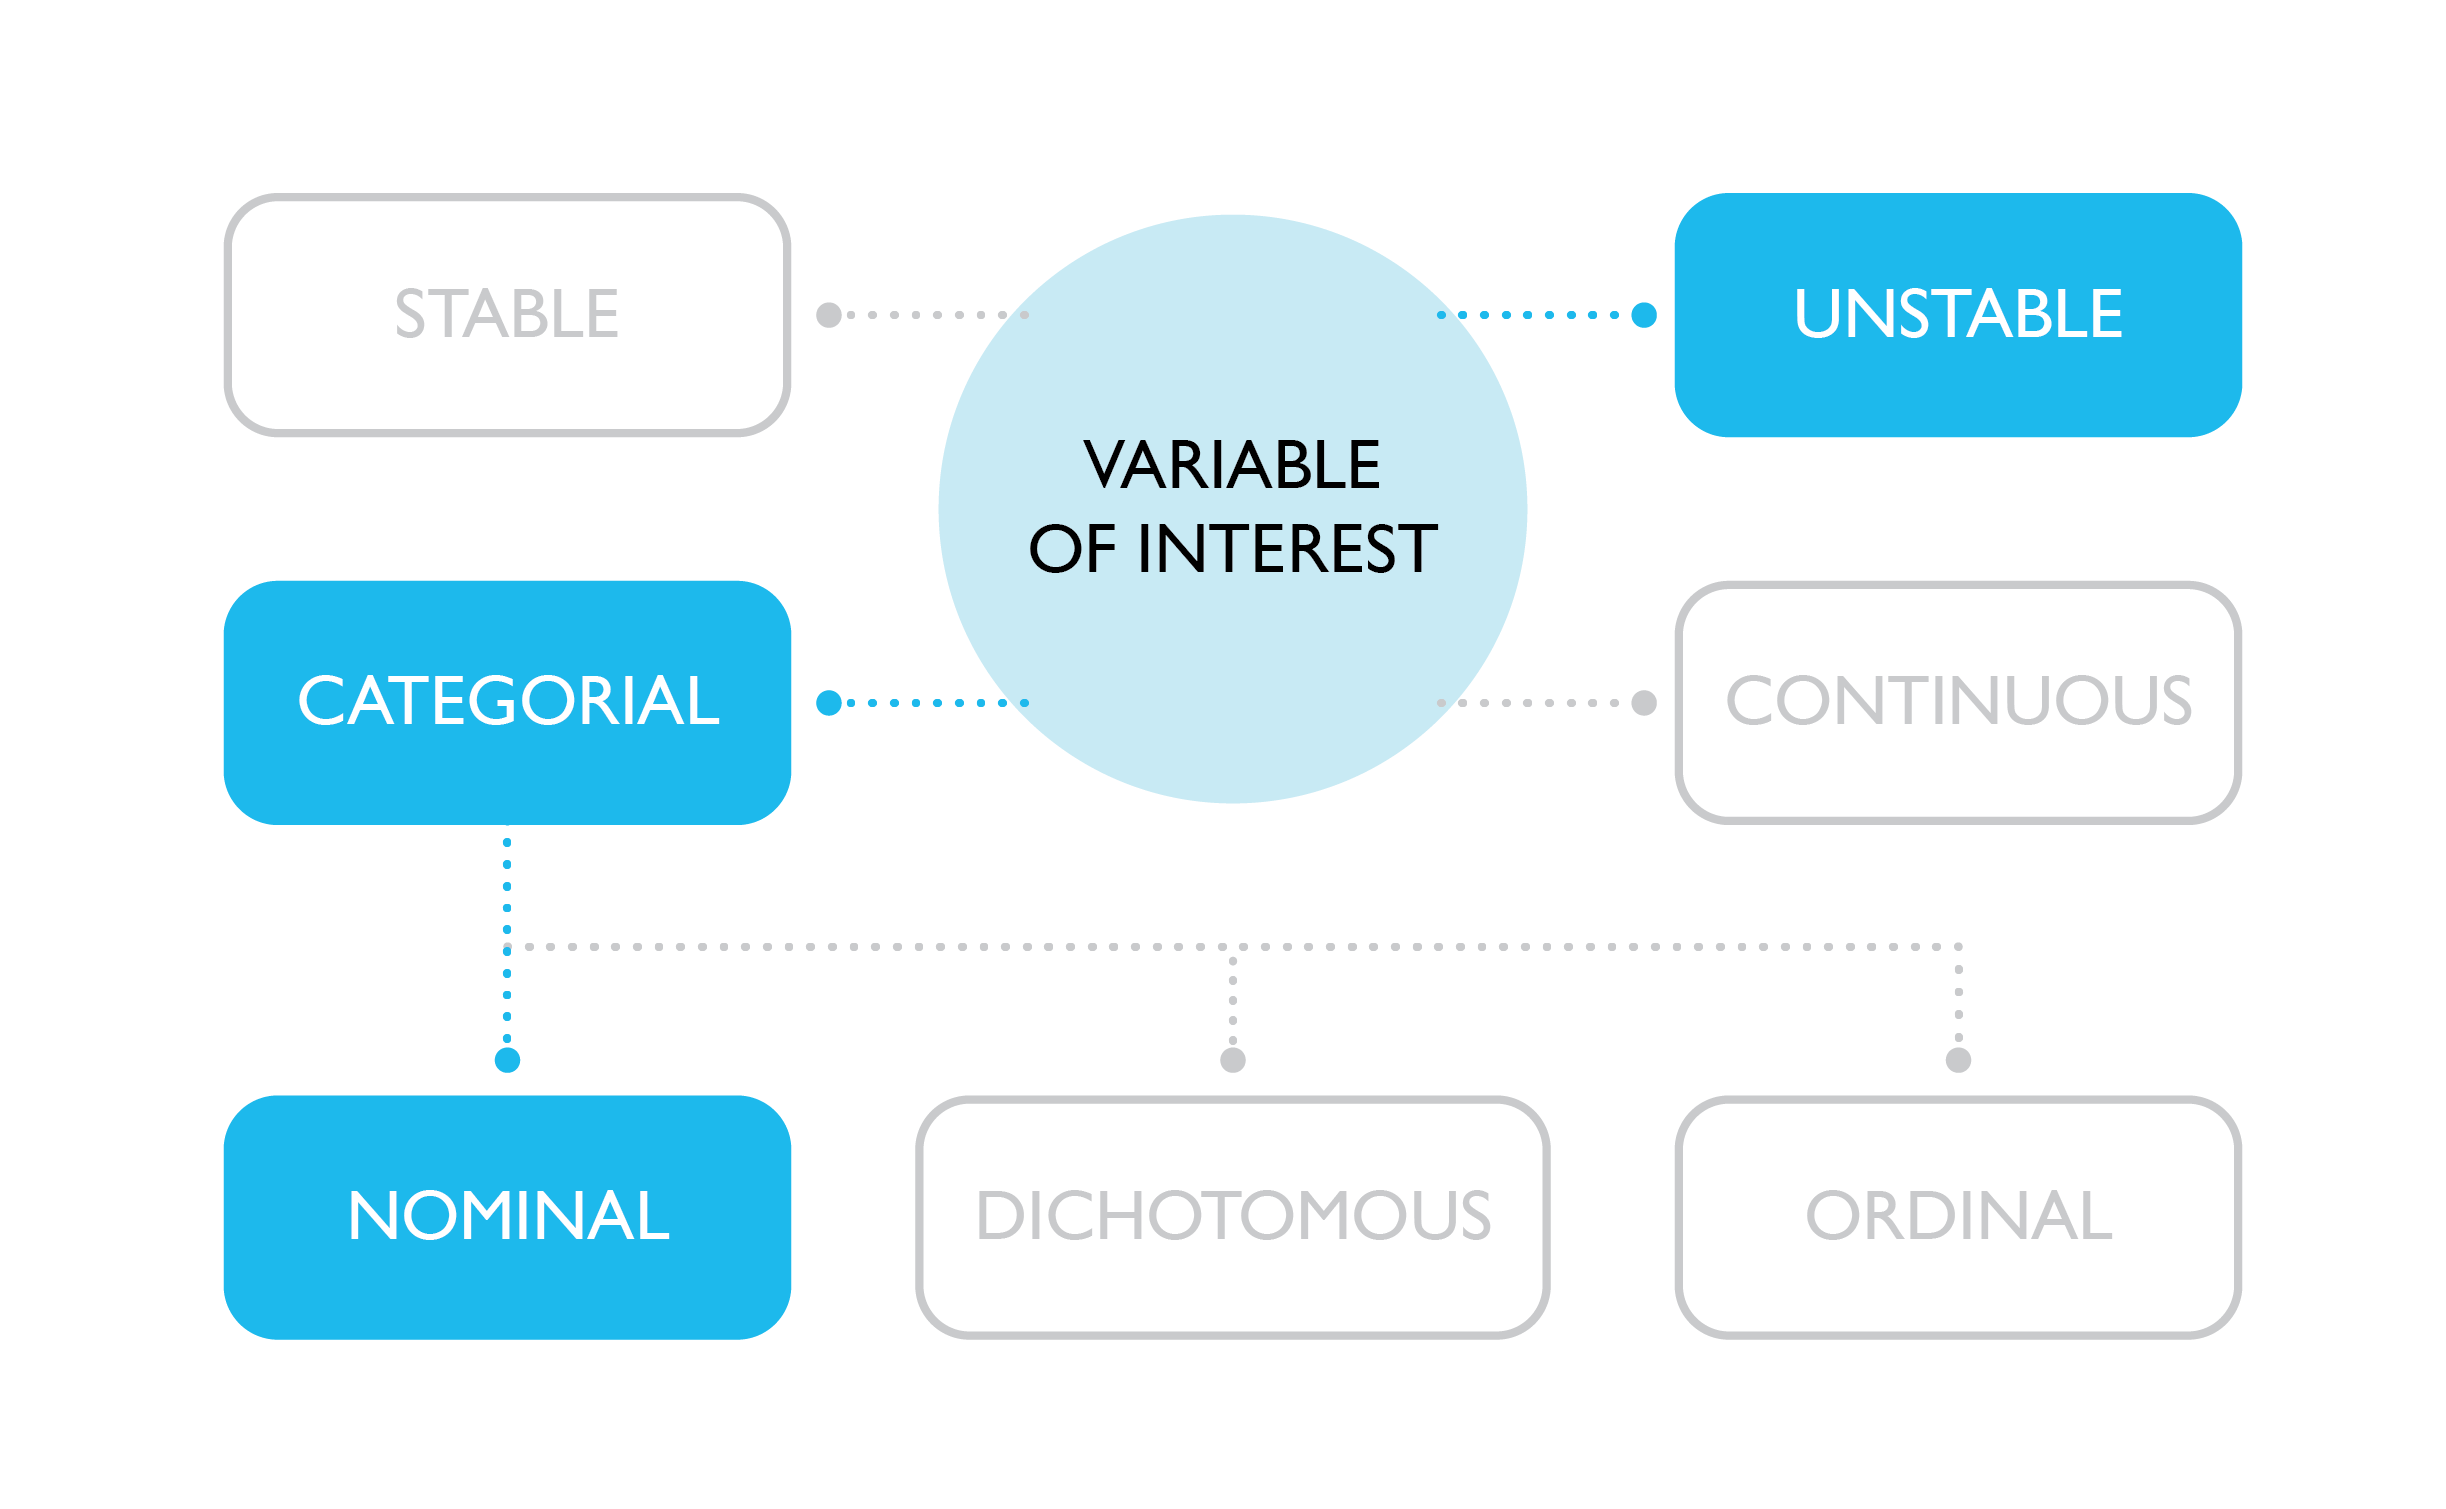 STABLE
UNSTABLE
VARIABLE
OF INTEREST
CATEGORIAL
CONTINUOUS
NOMINAL
DICHOTOMOUS
ORDINAL